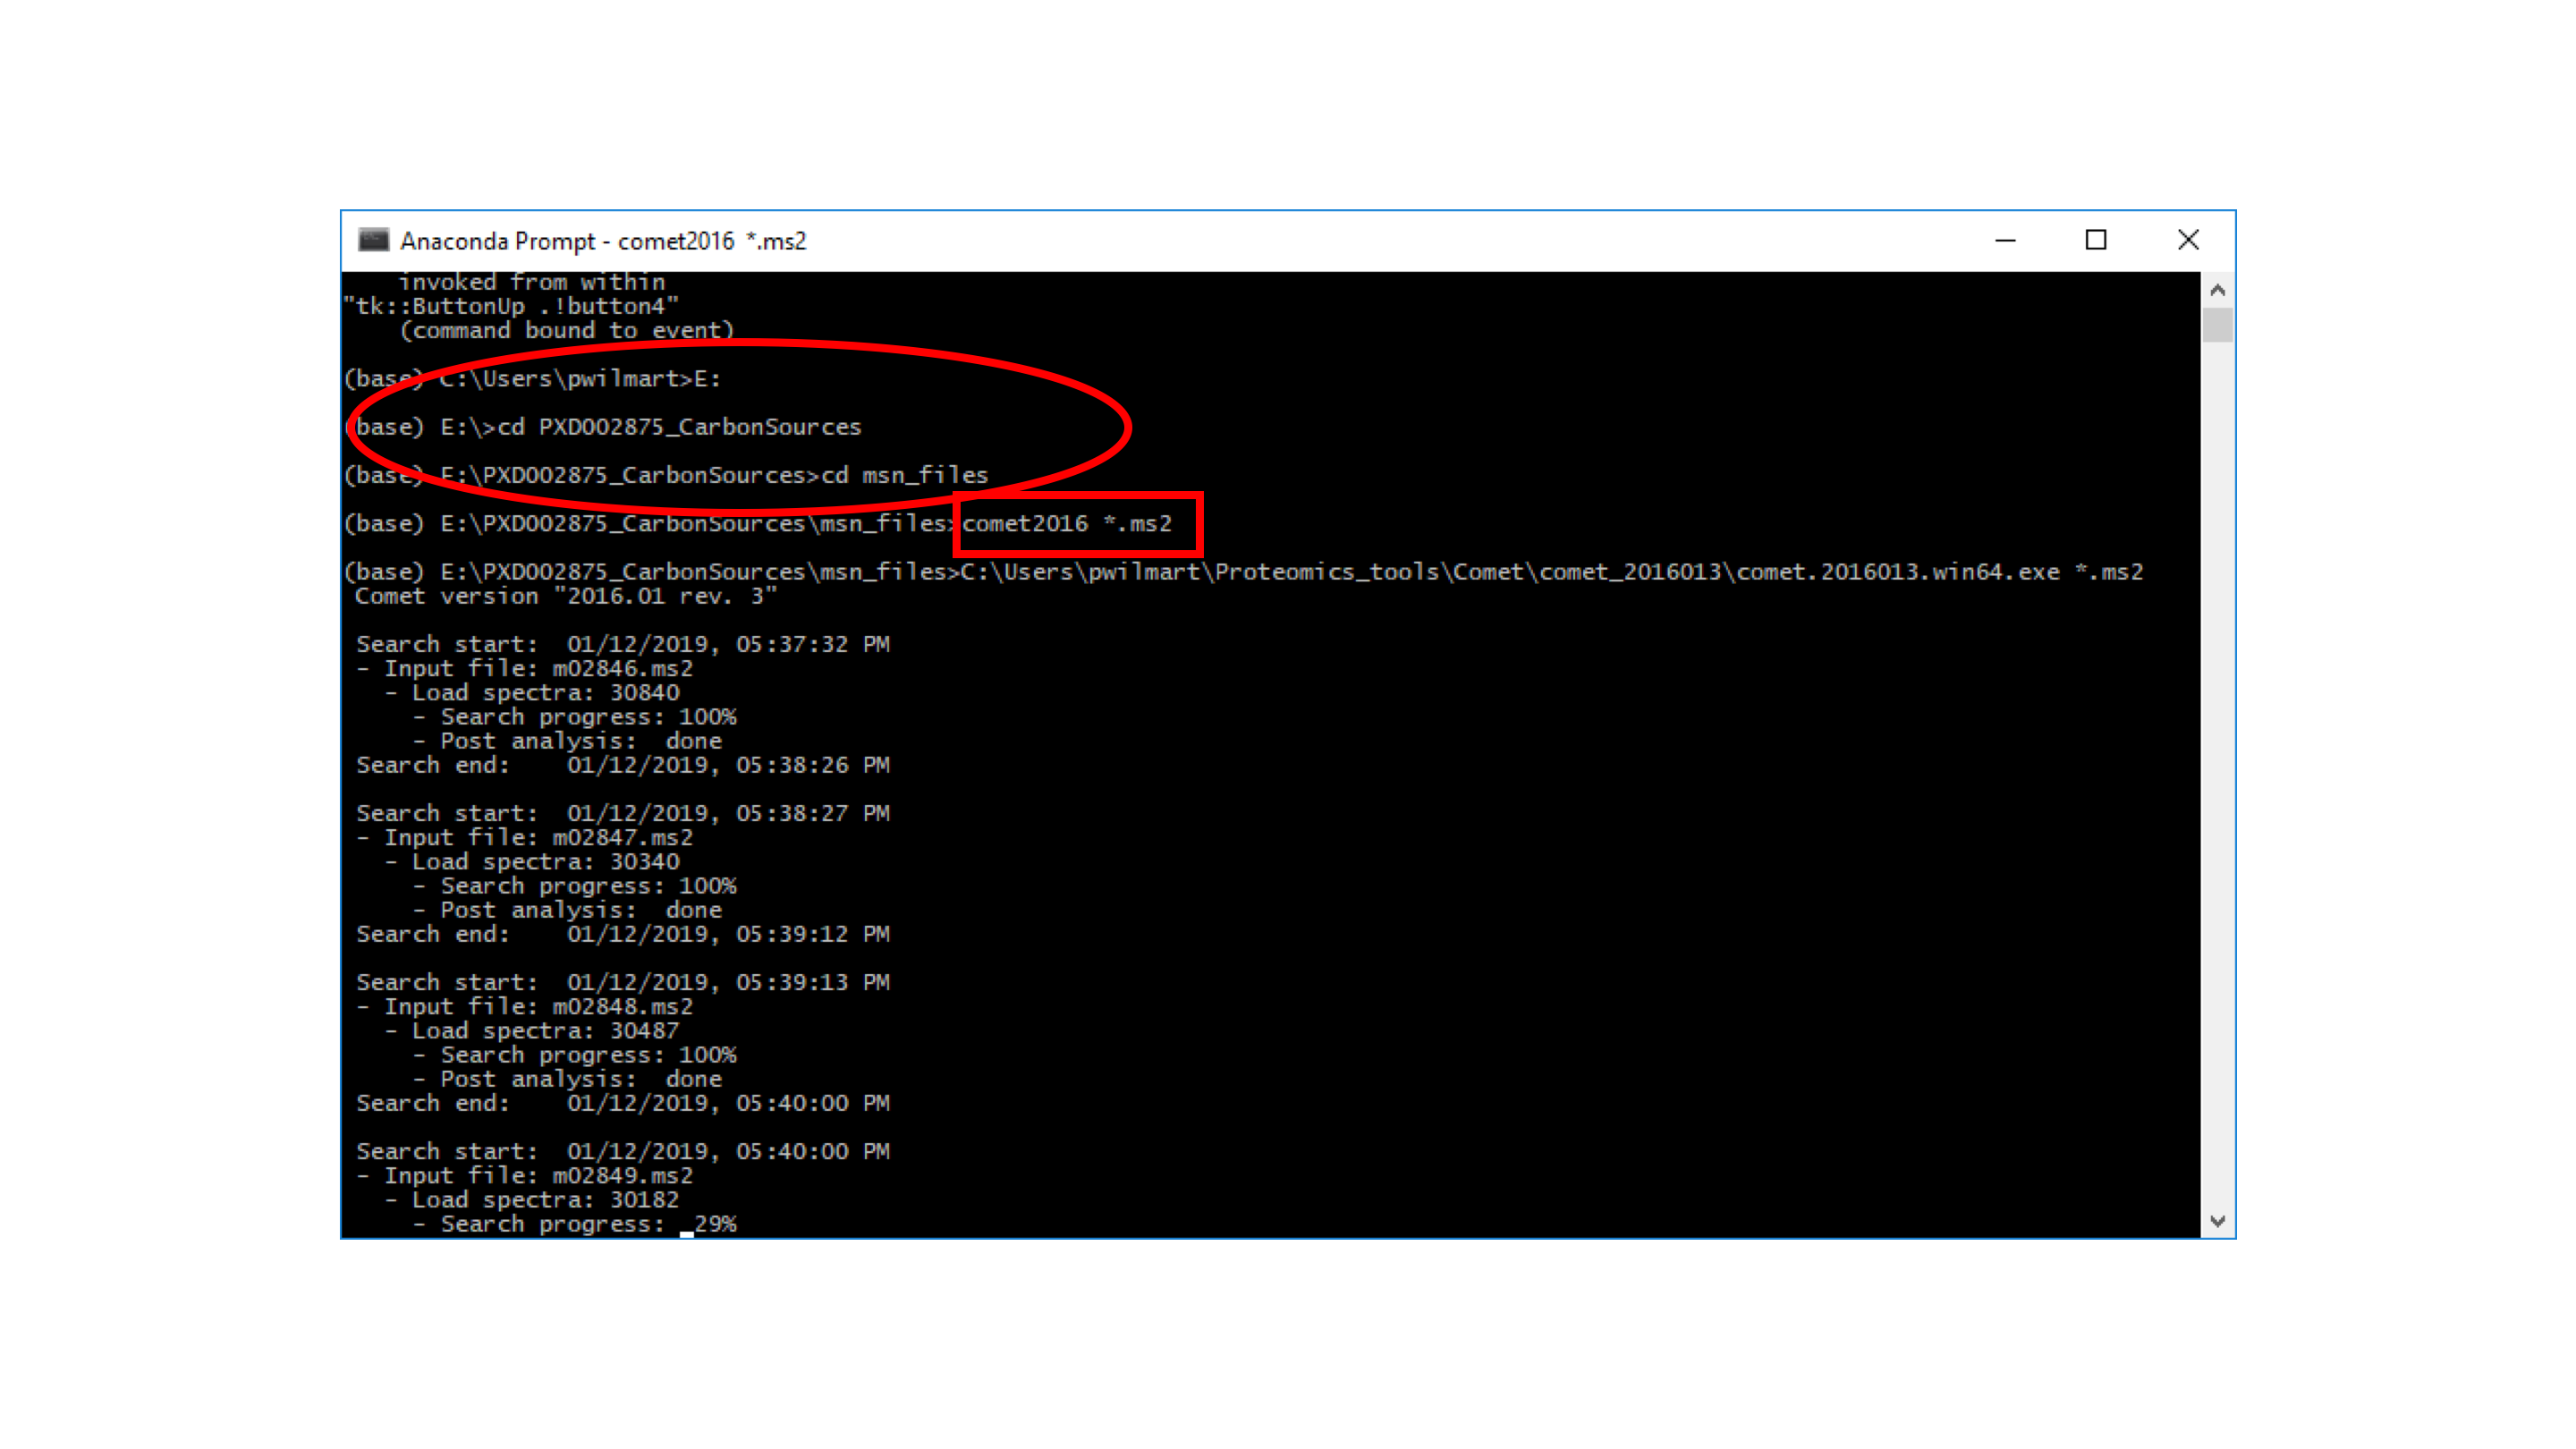 Anaconda Prompt - comet2016 *.ms2
invoked from within
"tk::ButtonUp .!button4"
(command bound to event)
(base) C:\Users\pwilmart>E:
(base) E:\>cd PXD002875_CarbonSources
(base) E:\PXD002875_CarbonSources>cd msn_files
(base) E:\PXD002875_CarbonSources\msn_files>comet2016 *.ms2
(base) E:\PXD002875_CarbonSources\msn_files>C:\Users\pwilmart\Proteomics_tools\Comet\comet_2016013\comet.2016013.win64.exe *.ms2
Comet version "2016.01 rev. 3"
Search start:  01/12/2019, 05:37:32 PM
- Input file: m02846.ms2
- Load spectra: 30840
- Search progress: 100%
- Post analysis:  done
Search end:    01/12/2019, 05:38:26 PM
Search start:  01/12/2019, 05:38:27 PM
- Input file: m02847.ms2
- Load spectra: 30340
- Search progress: 100%
- Post analysis:  done
Search end:    01/12/2019, 05:39:12 PM
Search start:  01/12/2019, 05:39:13 PM
- Input file: m02848.ms2
- Load spectra: 30487
- Search progress: 100%
- Post analysis:  done
Search end:    01/12/2019, 05:40:00 PM
Search start:  01/12/2019, 05:40:00 PM
- Input file: m02849.ms2
- Load spectra: 30182
- Search progress:  29%